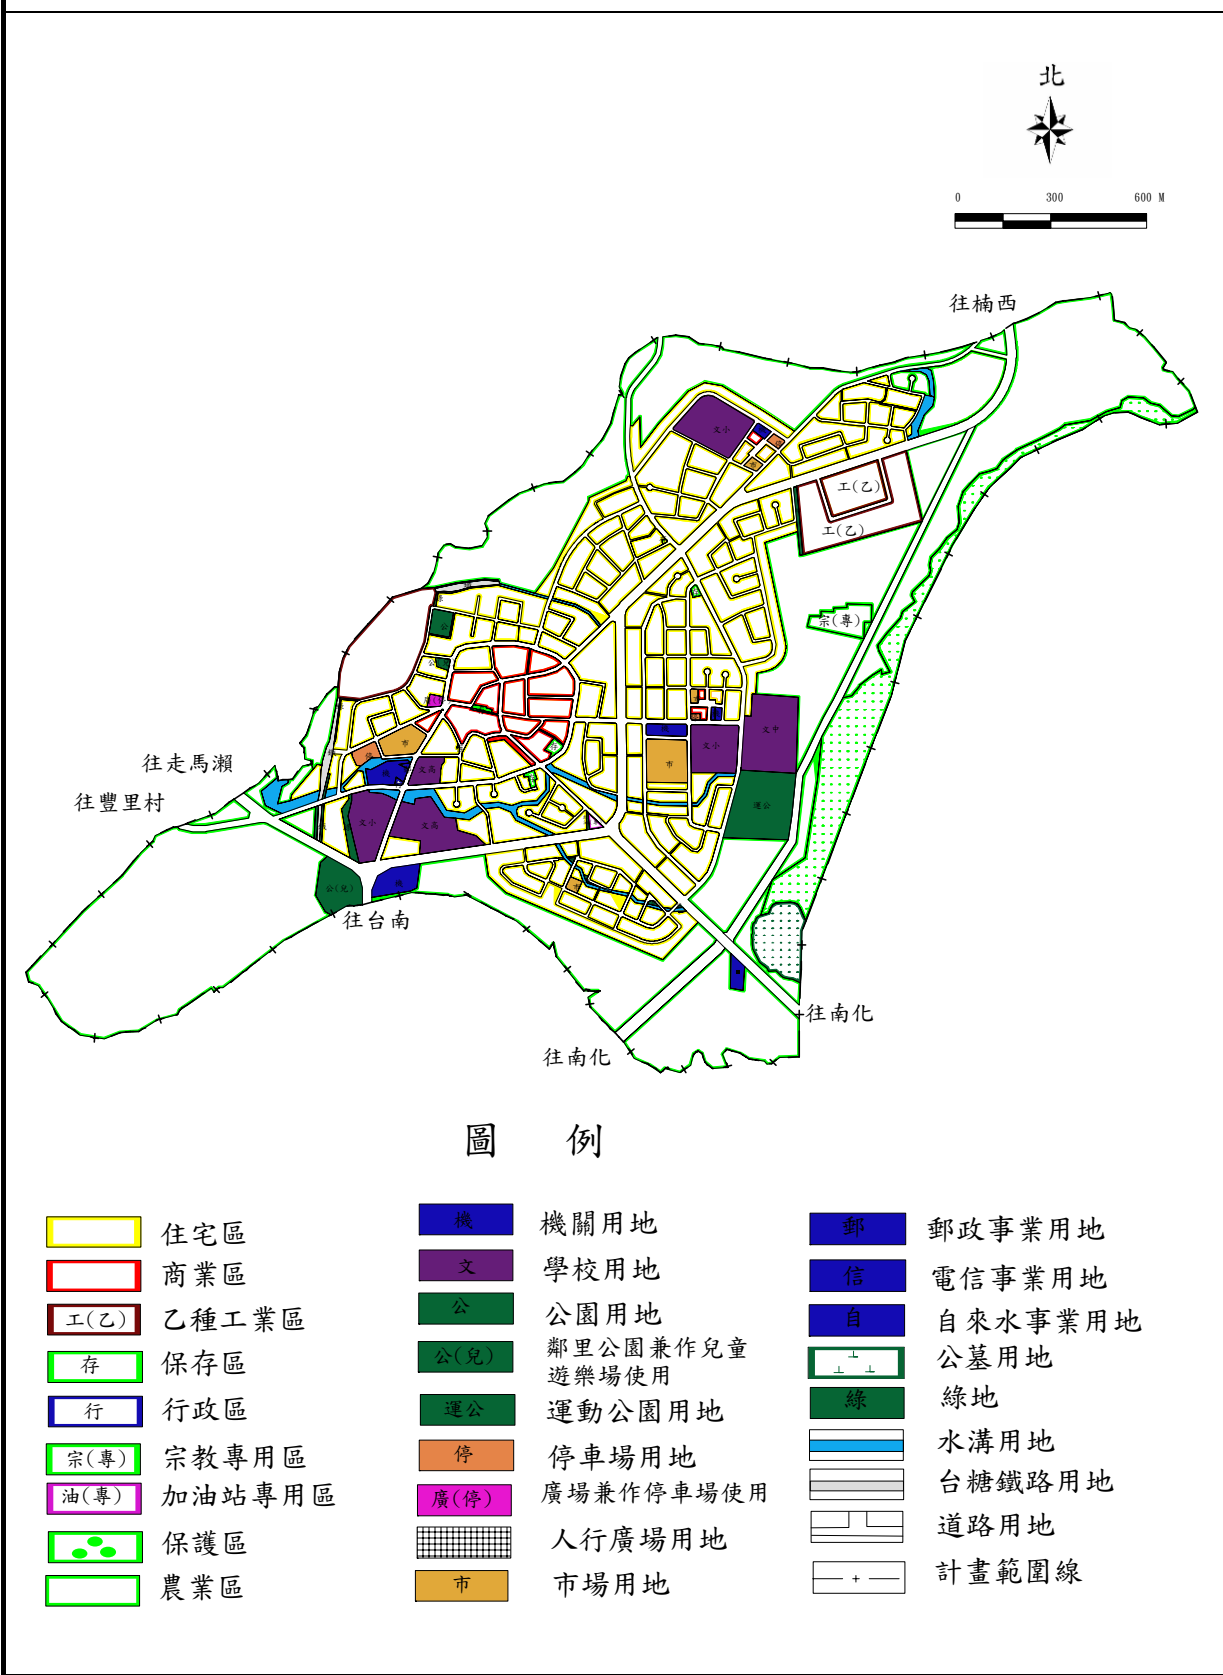 北
0 300 600 M
往楠西
文小
工(乙)
工(乙)
宗(專)
公
公
市
停
機
文高
文小
文高
公(兒)
機
文中
機
文小
市
運公
存
市
往走馬瀨
往豐里村
往台南
往南化
往南化
圖 例
住宅區
商業區
工(乙) 乙種工業區
存 保存區
行 行政區
宗(專) 宗教專用區
油(專) 加油站專用區
保護區
農業區
機 機關用地
文 學校用地
公 公園用地
公(兒) 鄰里公園兼作兒童
遊樂場使用
運公 運動公園用地
停 停車場用地
廣(停) 廣場兼作停車場使用
人行廣場用地
市 市場用地
郵 郵政事業用地
信 電信事業用地
自 自來水事業用地
公墓用地
綠 綠地
水溝用地
台糖鐵路用地
道路用地
計畫範圍線